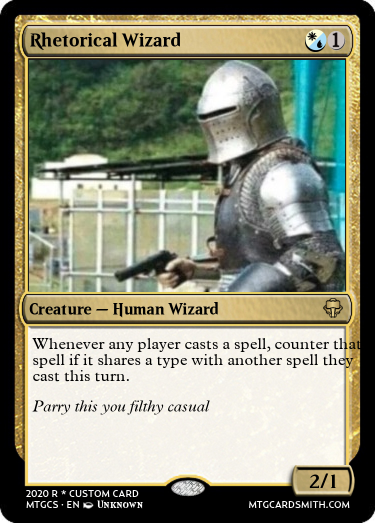 Rhetorical Wizard 1
Creature — Human Wizard
Whenever any player casts a spell, counter that
spell if it shares a type with another spell they
cast this turn.
Parry this you filthy casual
2/1
2020 R * CUSTOM CARD
MTGCS • EN Unknown
MTGCARDSMITH.COM